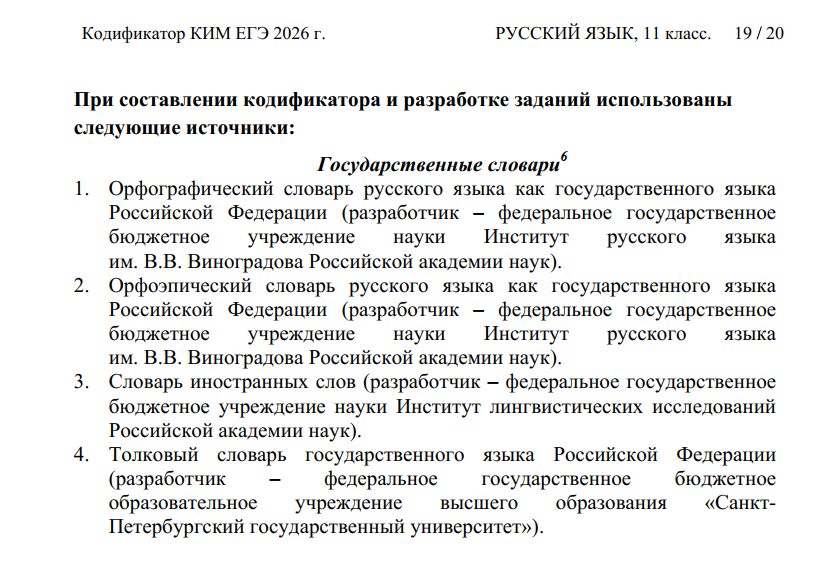 Кодификатор КИМ ЕГЭ 2026 г. РУССКИЙ ЯЗЫК, 11 класс. 19 / 20
При составлении кодификатора и разработке заданий использованы
следующие источники:
Государственные словари6
1. Орфографический словарь русского языка как государственного языка
Российской Федерации (разработчик – федеральное государственное
бюджетное учреждение науки Институт русского языка
им. В.В. Виноградова Российской академии наук).
2. Орфоэпический словарь русского языка как государственного языка
Российской Федерации (разработчик – федеральное государственное
бюджетное учреждение науки Институт русского языка
им. В.В. Виноградова Российской академии наук).
3. Словарь иностранных слов (разработчик – федеральное государственное
бюджетное учреждение науки Институт лингвистических исследований
Российской академии наук).
4. Толковый словарь государственного языка Российской Федерации
(разработчик – федеральное государственное бюджетное
образовательное учреждение высшего образования «Санкт-
Петербургский государственный университет»).